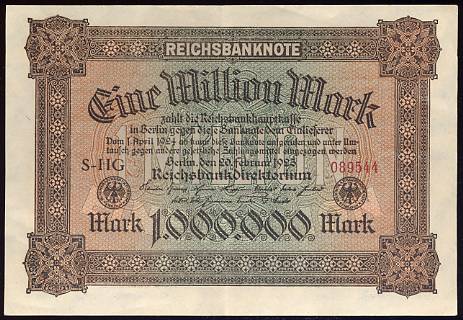 REICHSBANKNOTE
Eine Million Mark
zahlt die Reichsbankhauptkasse
in Berlin gegen diese Banknote dem Einlieferer
Vom 1. April 1924 ab kann diese Banknote aufgerufen und unter Um-
tausch gegen andere gesetzliche Zahlungsmittel eingezogen werden
Berlin, den 20. Februar 1923
S-HG Reichsbankdirektorium 089544
Mark 1.000.000 Mark